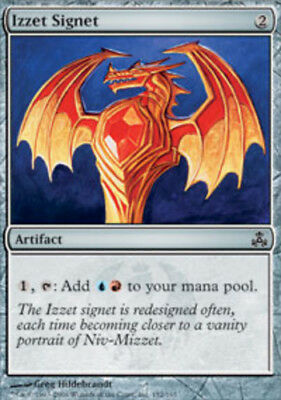 Izzet Signet 2
Artifact
1, : Add to your mana pool.
The Izzet signet is redesigned often,
each time becoming closer to a vanity
portrait of Niv-Mizzet.
Greg Hildebrandt